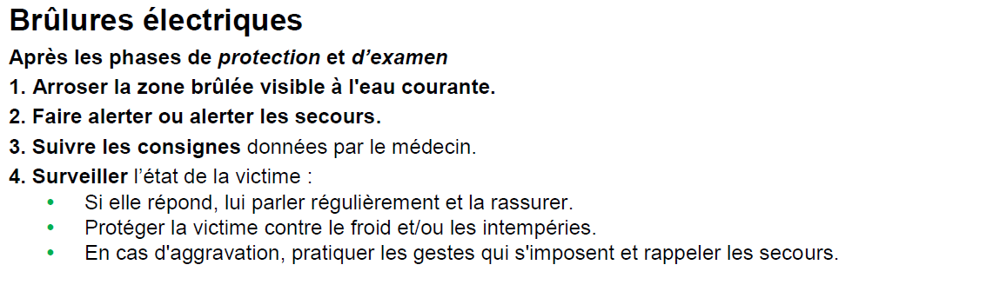 Brûlures électriques
Après les phases de protection et d’examen
1. Arroser la zone brûlée visible à l'eau courante.
2. Faire alerter ou alerter les secours.
3. Suivre les consignes données par le médecin.
4. Surveiller l’état de la victime :
• Si elle répond, lui parler régulièrement et la rassurer.
• Protéger la victime contre le froid et/ou les intempéries.
• En cas d'aggravation, pratiquer les gestes qui s'imposent et rappeler les secours.